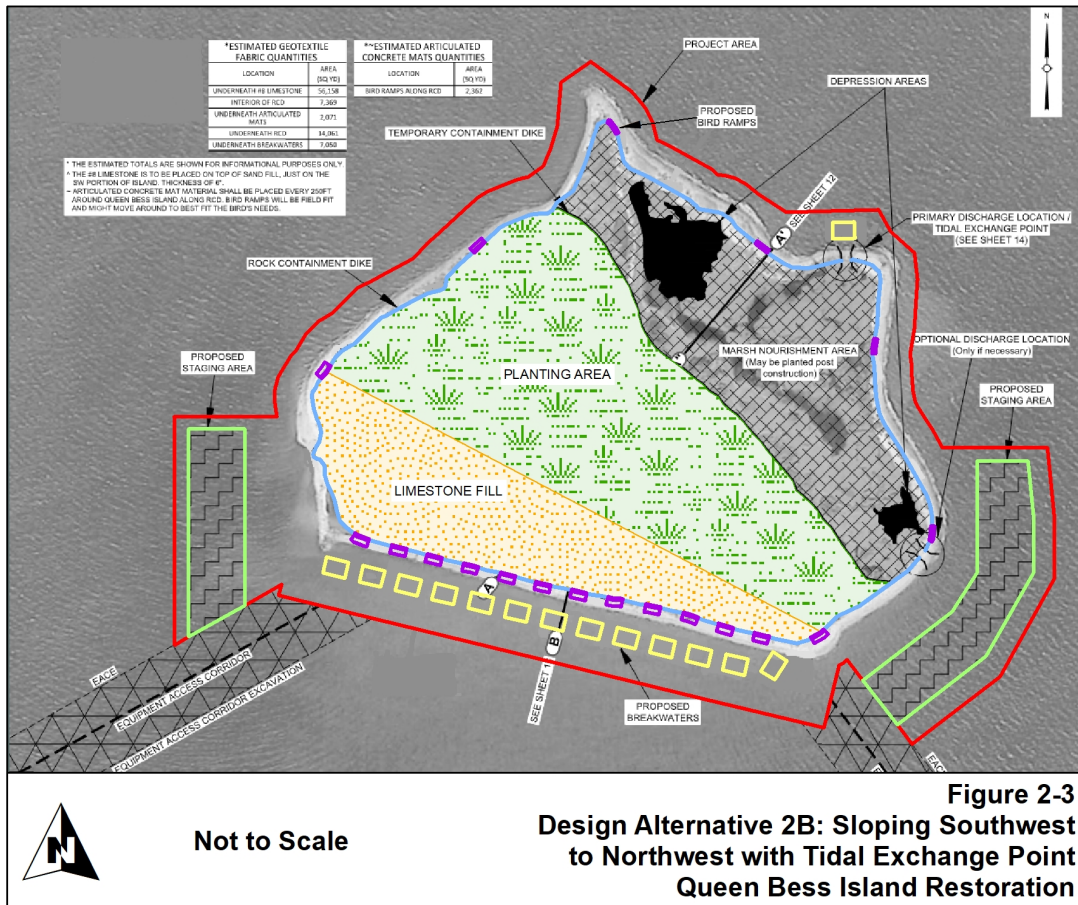 *ESTIMATED GEOTEXTILE
FABRIC QUANTITIES
LOCATION
AREA
(SQ YD)
UNDERNEATH #8 LIMESTONE 56,158
INTERIOR OF RCD 7,369
UNDERNEATH ARTICULATED
MATS
2,071
UNDERNEATH RCD 14,061
UNDERNEATH BREAKWATERS 7,050
*~ESTIMATED ARTICULATED
CONCRETE MATS QUANTITIES
LOCATION
AREA
(SQ YD)
BIRD RAMPS ALONG RCD 2,362
* THE ESTIMATED TOTALS ARE SHOWN FOR INFORMATIONAL PURPOSES ONLY.
^ THE #8 LIMESTONE IS TO BE PLACED ON TOP OF SAND FILL, JUST ON THE
SW PORTION OF ISLAND. THICKNESS OF 6".
~ ARTICULATED CONCRETE MAT MATERIAL SHALL BE PLACED EVERY 250FT
AROUND QUEEN BESS ISLAND ALONG RCD. BIRD RAMPS WILL BE FIELD FIT
AND MIGHT MOVE AROUND TO BEST FIT THE BIRD'S NEEDS.
N
PROJECT AREA
DEPRESSION AREAS
PROPOSED
BIRD RAMPS
TEMPORARY CONTAINMENT DIKE
A'
SEE SHEET 12
PRIMARY DISCHARGE LOCATION /
TIDAL EXCHANGE POINT
(SEE SHEET 14)
ROCK CONTAINMENT DIKE
OPTIONAL DISCHARGE LOCATION
(Only if necessary)
MARSH NOURISHMENT AREA
(May be planted post
construction)
PROPOSED
STAGING AREA
PLANTING AREA
PROPOSED
STAGING AREA
LIMESTONE FILL
A
B
SEE SHEET 1
PROPOSED
BREAKWATERS
EACE
EQUIPMENT ACCESS CORRIDOR
EQUIPMENT ACCESS CORRIDOR EXCAVATION
N
Not to Scale
Figure 2-3
Design Alternative 2B: Sloping Southwest
to Northwest with Tidal Exchange Point
Queen Bess Island Restoration